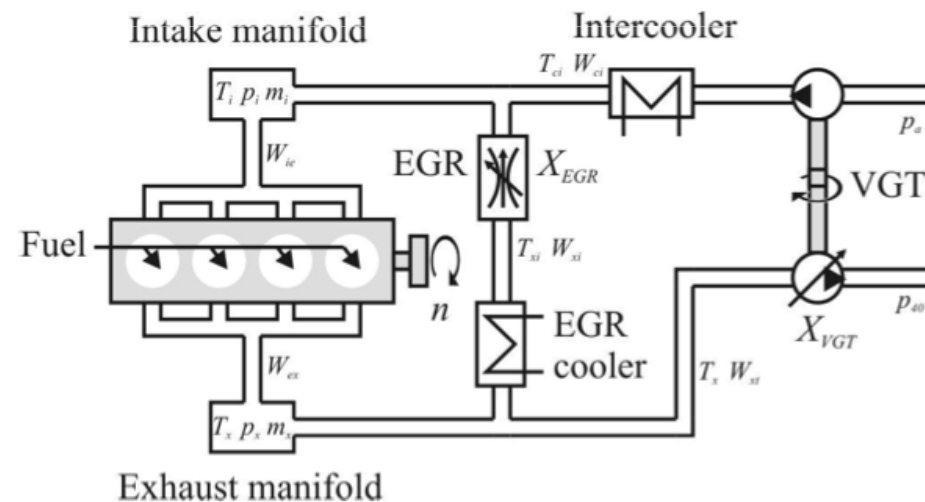 Intake manifold
Intercooler
T_i p_i m_i
T_ci W_ci
p_a
W_ie
EGR
X_EGR
VGT
Fuel
n
T_xi W_xi
p_40
X_VGT
EGR
cooler
W_ex
T_x W_xt
T_x p_x m_x
Exhaust manifold